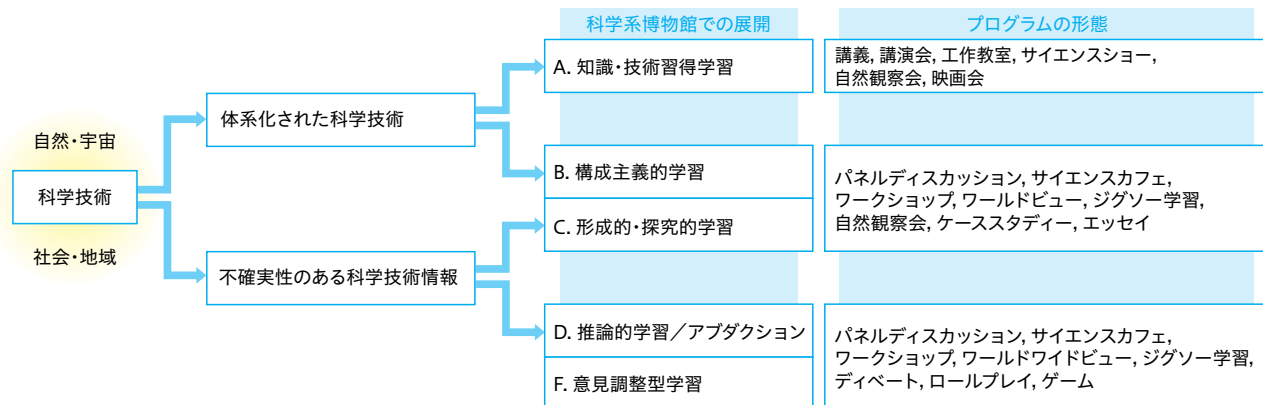 科学系博物館での展開
プログラムの形態
自然・宇宙
科学技術
社会・地域
体系化された科学技術
不確実性のある科学技術情報
A. 知識・技術習得学習
講義, 講演会, 工作教室, サイエンスショー,
自然観察会, 映画会
B. 構成主義的学習
C. 形成的・探究的学習
パネルディスカッション, サイエンスカフェ,
ワークショップ, ワールドビュー, ジグソー学習,
自然観察会, ケーススタディー, エッセイ
D. 推論的学習／アブダクション
F. 意見調整型学習
パネルディスカッション, サイエンスカフェ,
ワークショップ, ワールドワイドビュー, ジグソー学習,
ディベート, ロールプレイ, ゲーム